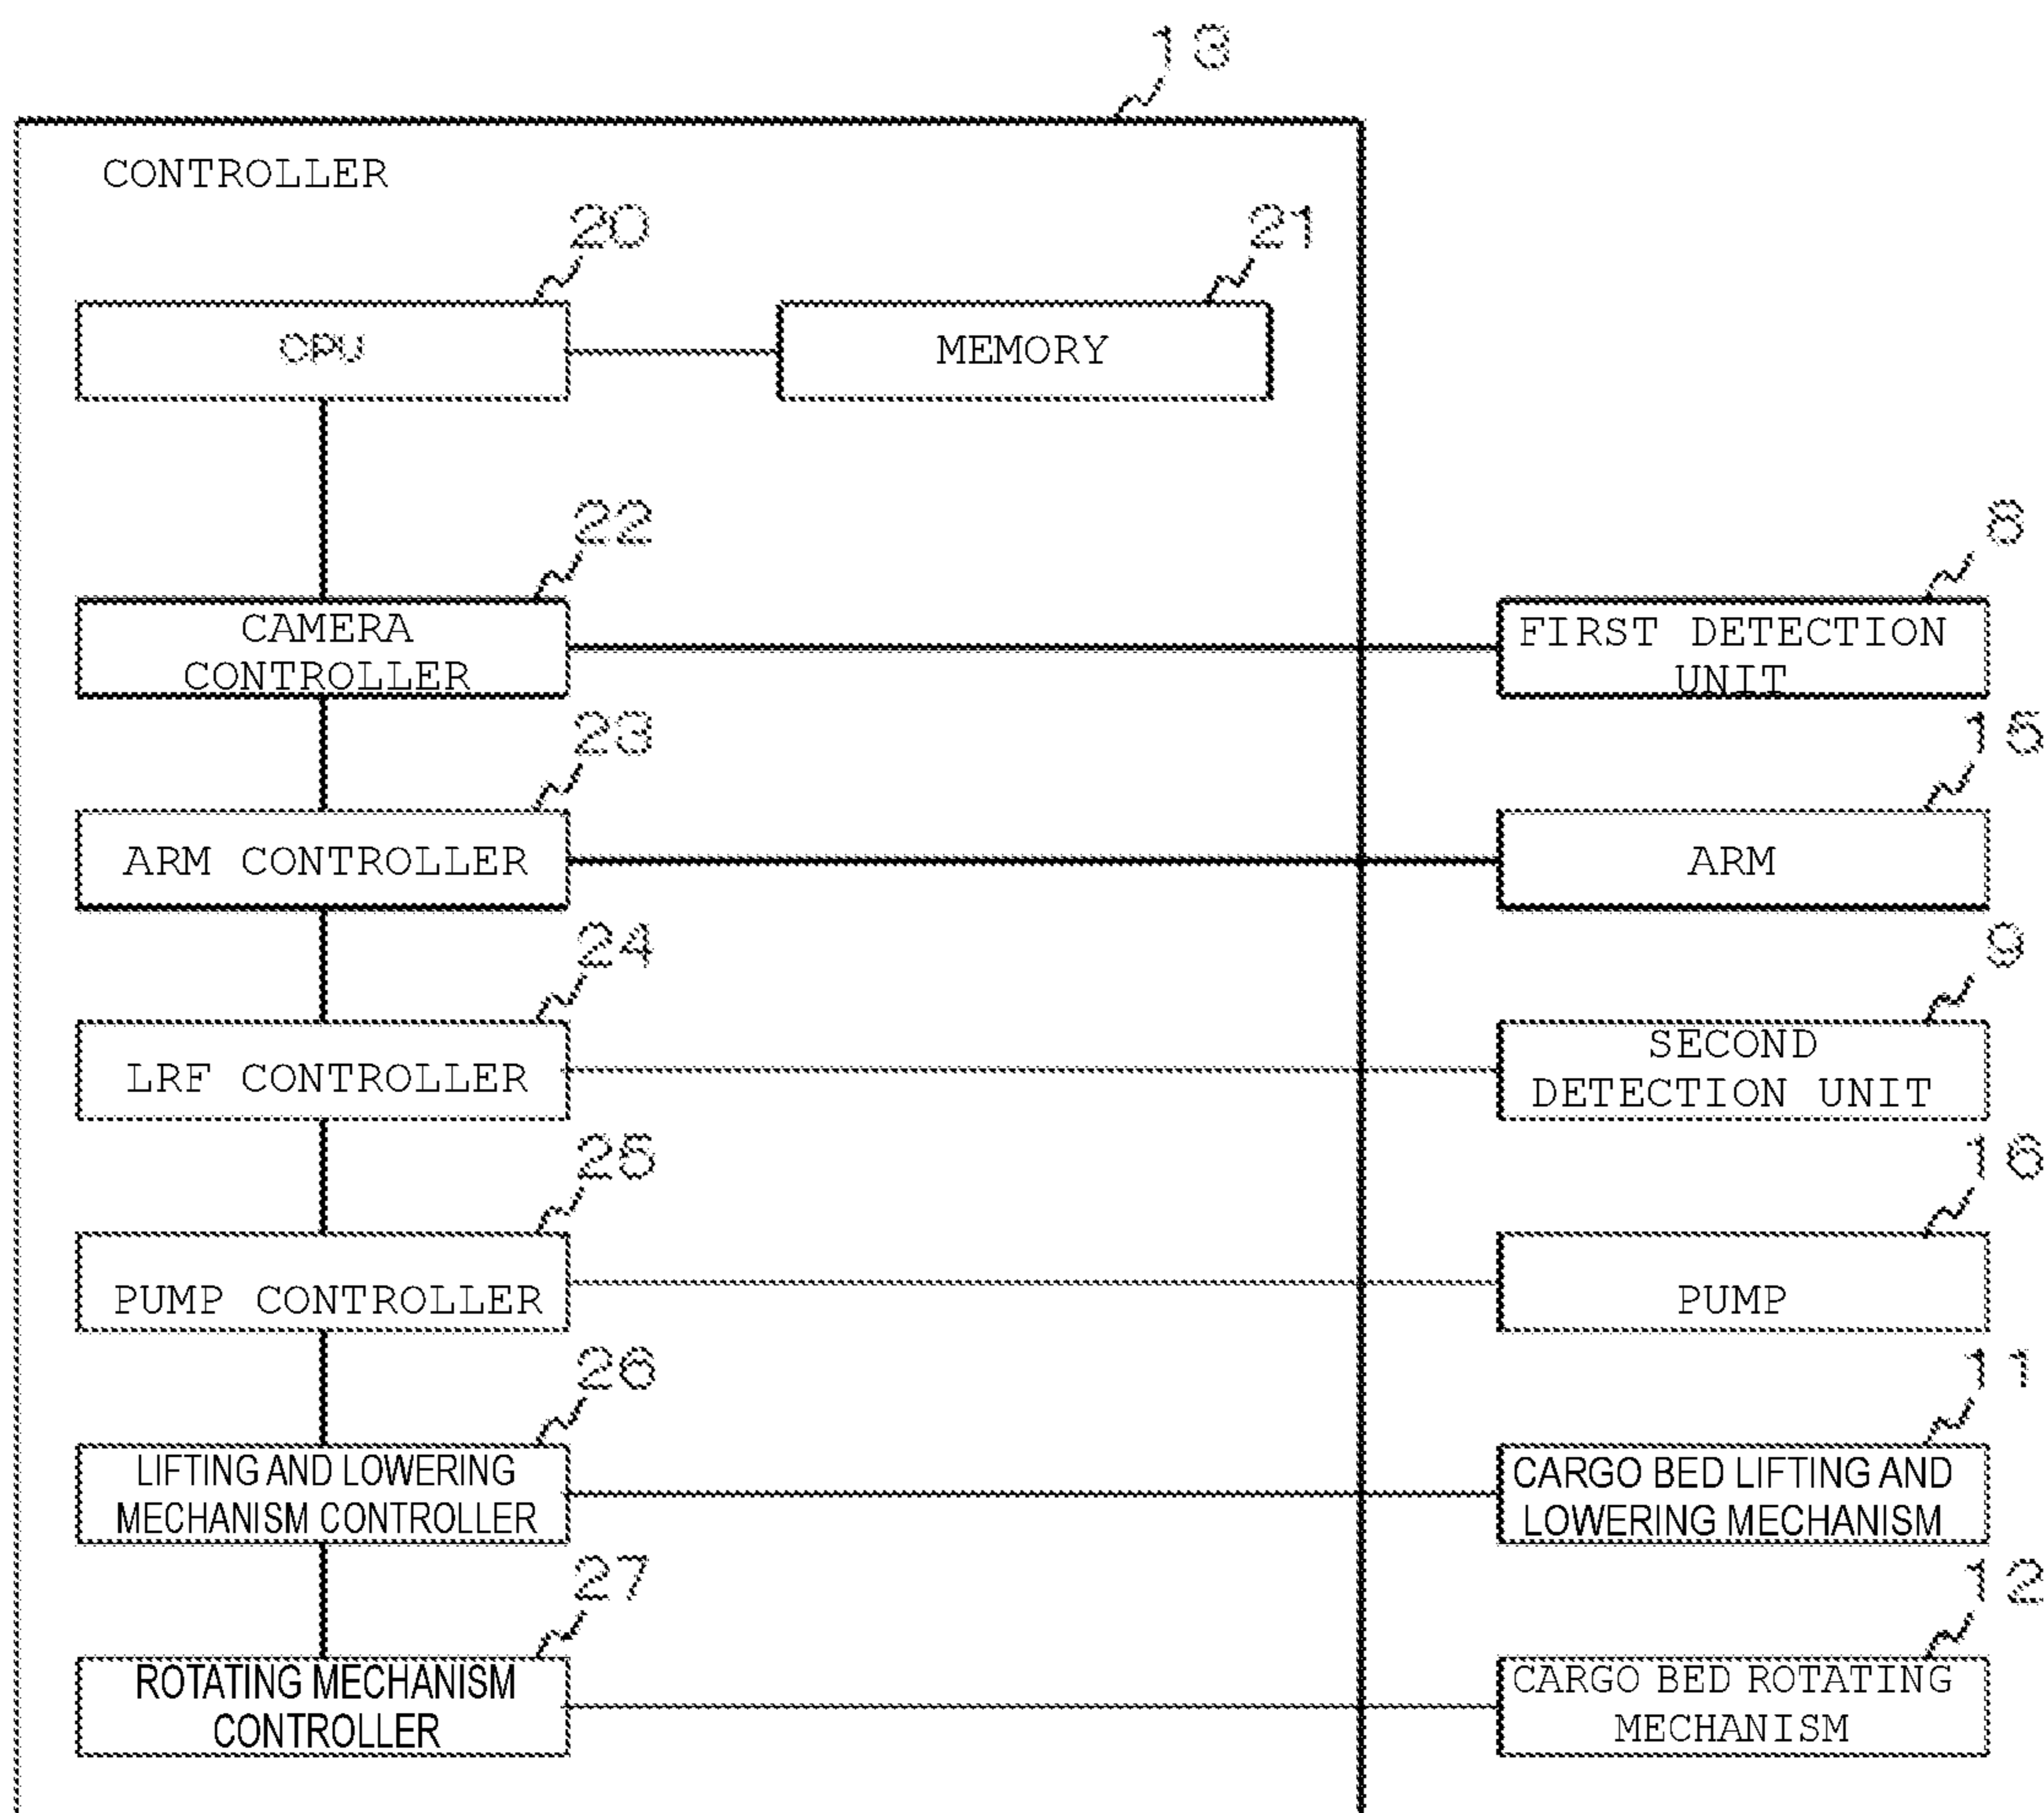 13
CONTROLLER
20
21
CPU
MEMORY
22
8
CAMERA
CONTROLLER
FIRST DETECTION
UNIT
23
15
ARM CONTROLLER
ARM
24
9
LRF CONTROLLER
SECOND
DETECTION UNIT
25
16
PUMP CONTROLLER
PUMP
26
11
LIFTING AND LOWERING
MECHANISM CONTROLLER
CARGO BED LIFTING AND
LOWERING MECHANISM
27
12
ROTATING MECHANISM
CONTROLLER
CARGO BED ROTATING
MECHANISM